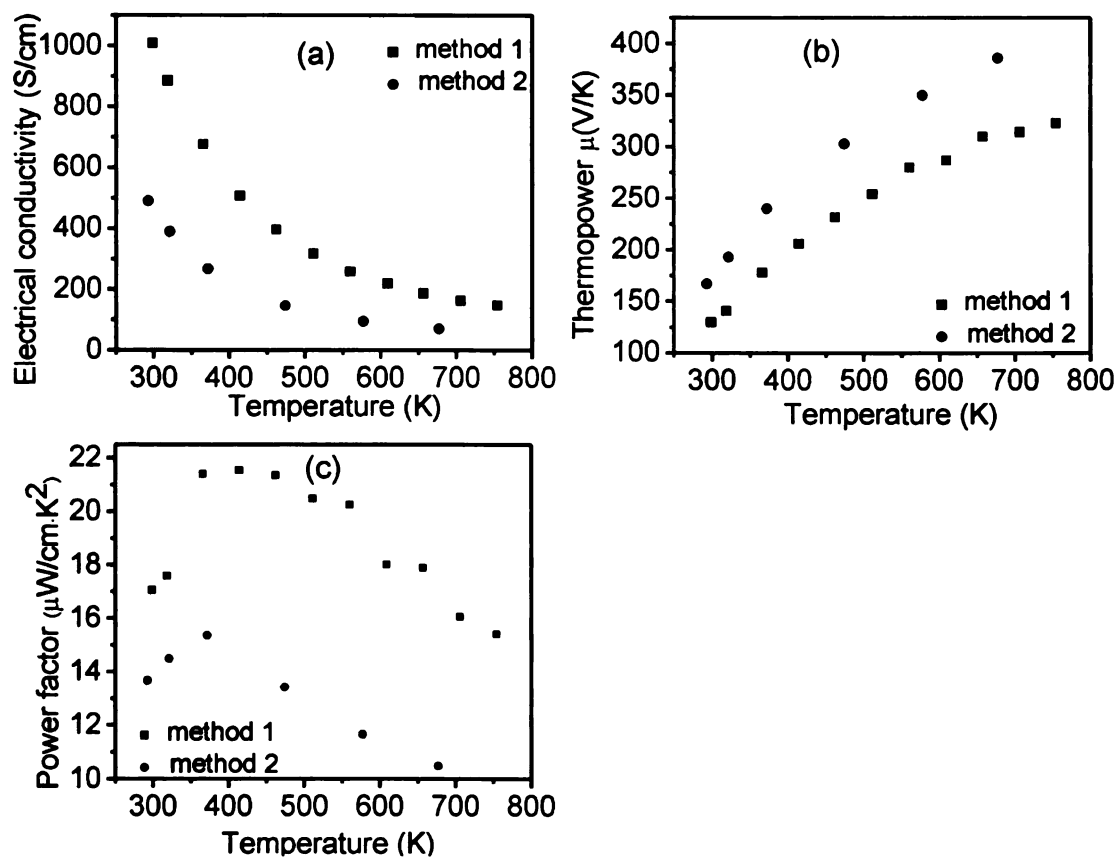 (a)
method 1
method 2
Electrical conductivity (S/cm)
1000
800
600
400
200
0
300 400 500 600 700 800
Temperature (K)
(b)
method 1
method 2
Thermopower μ(V/K)
400
350
300
250
200
150
100
300 400 500 600 700 800
Temperature (K)
(c)
method 1
method 2
Power factor (μW/cm.K2)
22
20
18
16
14
12
10
300 400 500 600 700 800
Temperature (K)